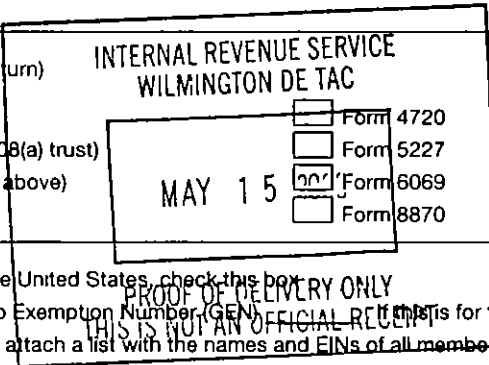 urn) INTERNAL REVENUE SERVICE
WILMINGTON DE TAC
Form 4720
08(a) trust) Form 5227
above) MAY 15 Form 6069
Form 8870
e United States, check this box
PROOF OF DELIVERY ONLY
p Exemption Number (GEN) If this is for
THIS IS NOT AN OFFICIAL RECEIPT
attach a list with the names and EINs of all membe